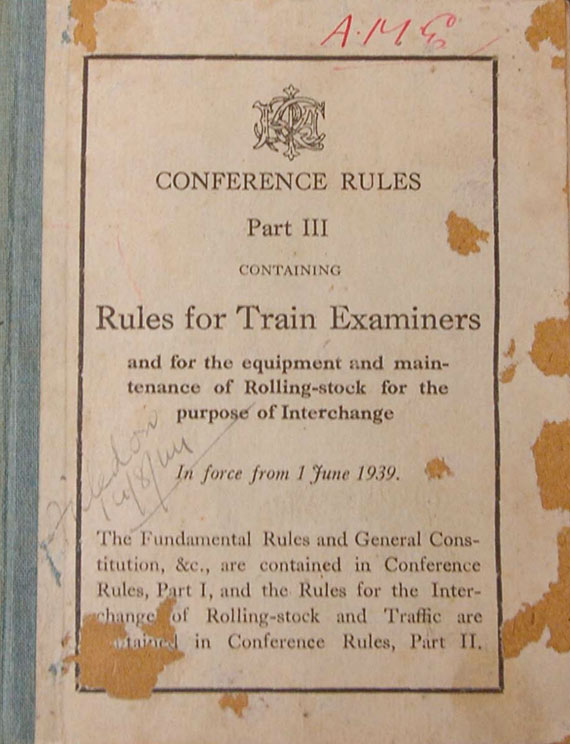 A.M.E
CONFERENCE RULES
Part III
CONTAINING
Rules for Train Examiners
and for the equipment and main-
tenance of Rolling-stock for the
purpose of Interchange
In force from 1 June 1939.
The Fundamental Rules and General Cons-
titution, &c., are contained in Conference
Rules, Part I, and the Rules for the Inter-
change of Rolling-stock and Traffic are
contained in Conference Rules, Part II.